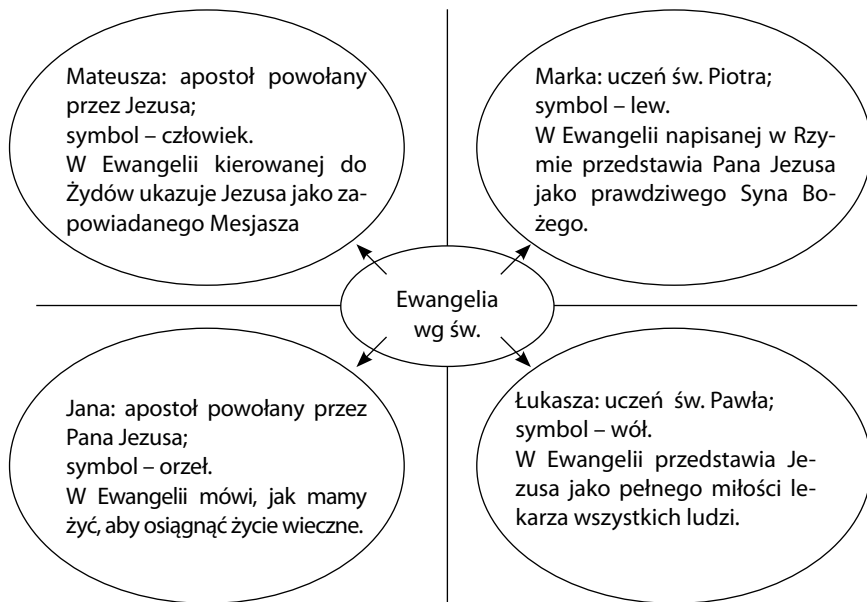 Mateusza: apostoł powołany
przez Jezusa;
symbol – człowiek.
W Ewangelii kierowanej do
Żydów ukazuje Jezusa jako za-
powiadanego Mesjasza
Marka: uczeń św. Piotra;
symbol – lew.
W Ewangelii napisanej w Rzy-
mie przedstawia Pana Jezusa
jako prawdziwego Syna Bo-
żego.
Ewangelia
wg św.
Jana: apostoł powołany przez
Pana Jezusa;
symbol – orzeł.
W Ewangelii mówi, jak mamy
żyć, aby osiągnąć życie wieczne.
Łukasza: uczeń św. Pawła;
symbol – wół.
W Ewangelii przedstawia Je-
zusa jako pełnego miłości le-
karza wszystkich ludzi.